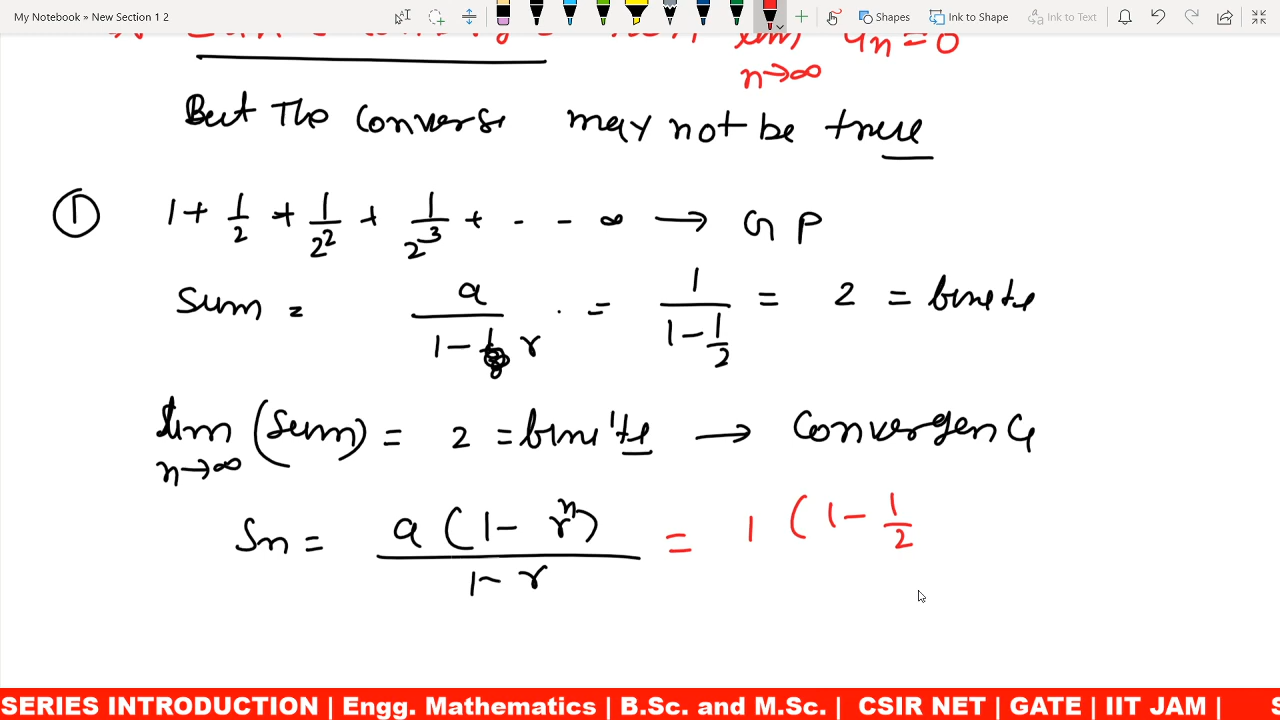 My Notebook » New Section 1 2
Shapes Ink to Shape Ink to Text
lim un = 0
n→∞
But The Converse may not be true
① 1 + 1/2 + 1/2² + 1/2³ + - - ∞ → G P
Sum = a/(1 - r) = 1/(1 - 1/2) = 2 = finite
lim (Sum) = 2 = finite → Convergence
n→∞
Sn = a(1 - rⁿ)/(1 - r) = 1 (1 - 1/2
SERIES INTRODUCTION | Engg. Mathematics | B.Sc. and M.Sc. | CSIR NET | GATE | IIT JAM | S